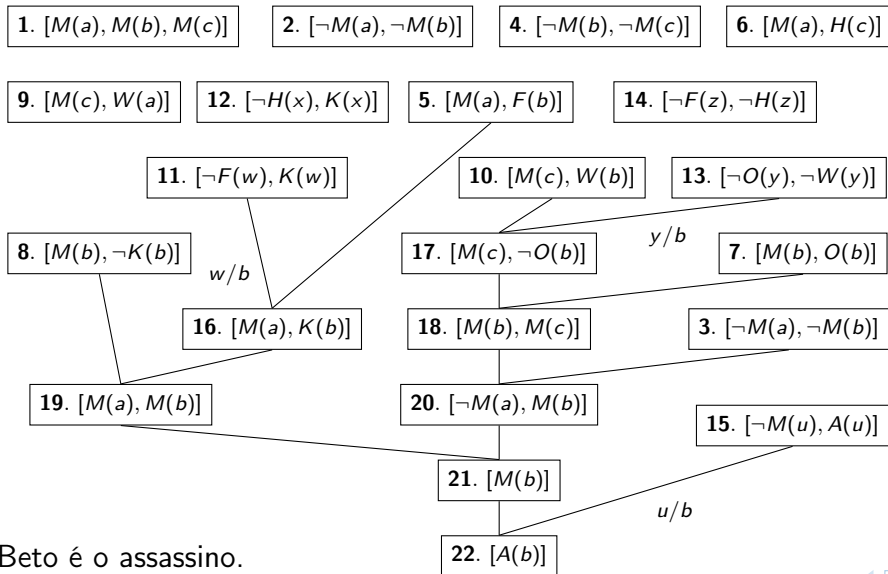 1. [M(a), M(b), M(c)] 2. [¬M(a), ¬M(b)] 4. [¬M(b), ¬M(c)] 6. [M(a), H(c)]
9. [M(c), W(a)] 12. [¬H(x), K(x)] 5. [M(a), F(b)] 14. [¬F(z), ¬H(z)]
11. [¬F(w), K(w)] 10. [M(c), W(b)] 13. [¬O(y), ¬W(y)]
y/b
8. [M(b), ¬K(b)] 17. [M(c), ¬O(b)] 7. [M(b), O(b)]
w/b
16. [M(a), K(b)] 18. [M(b), M(c)] 3. [¬M(a), ¬M(b)]
19. [M(a), M(b)] 20. [¬M(a), M(b)]
15. [¬M(u), A(u)]
21. [M(b)]
u/b
Beto é o assassino. 22. [A(b)]